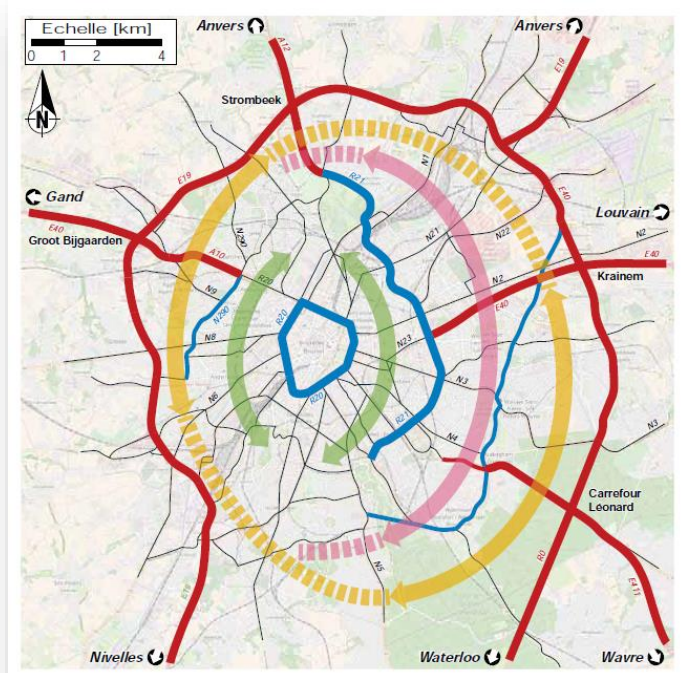 Echelle [km]
0 1 2 4
N
Anvers
Anvers
A12
E19
Strombeek
R21
N1
E19
Gand
E40
Groot Bijgaarden
A10
N290
R20
N21
N22
E40
Louvain
N2
E40
Krainem
N2
E40
N9
N290
N8
R20
N23
N6
R20
N3
R21
N4
N3
Carrefour
Léonard
N5
R0
E411
E19
Nivelles
Waterloo
Wavre